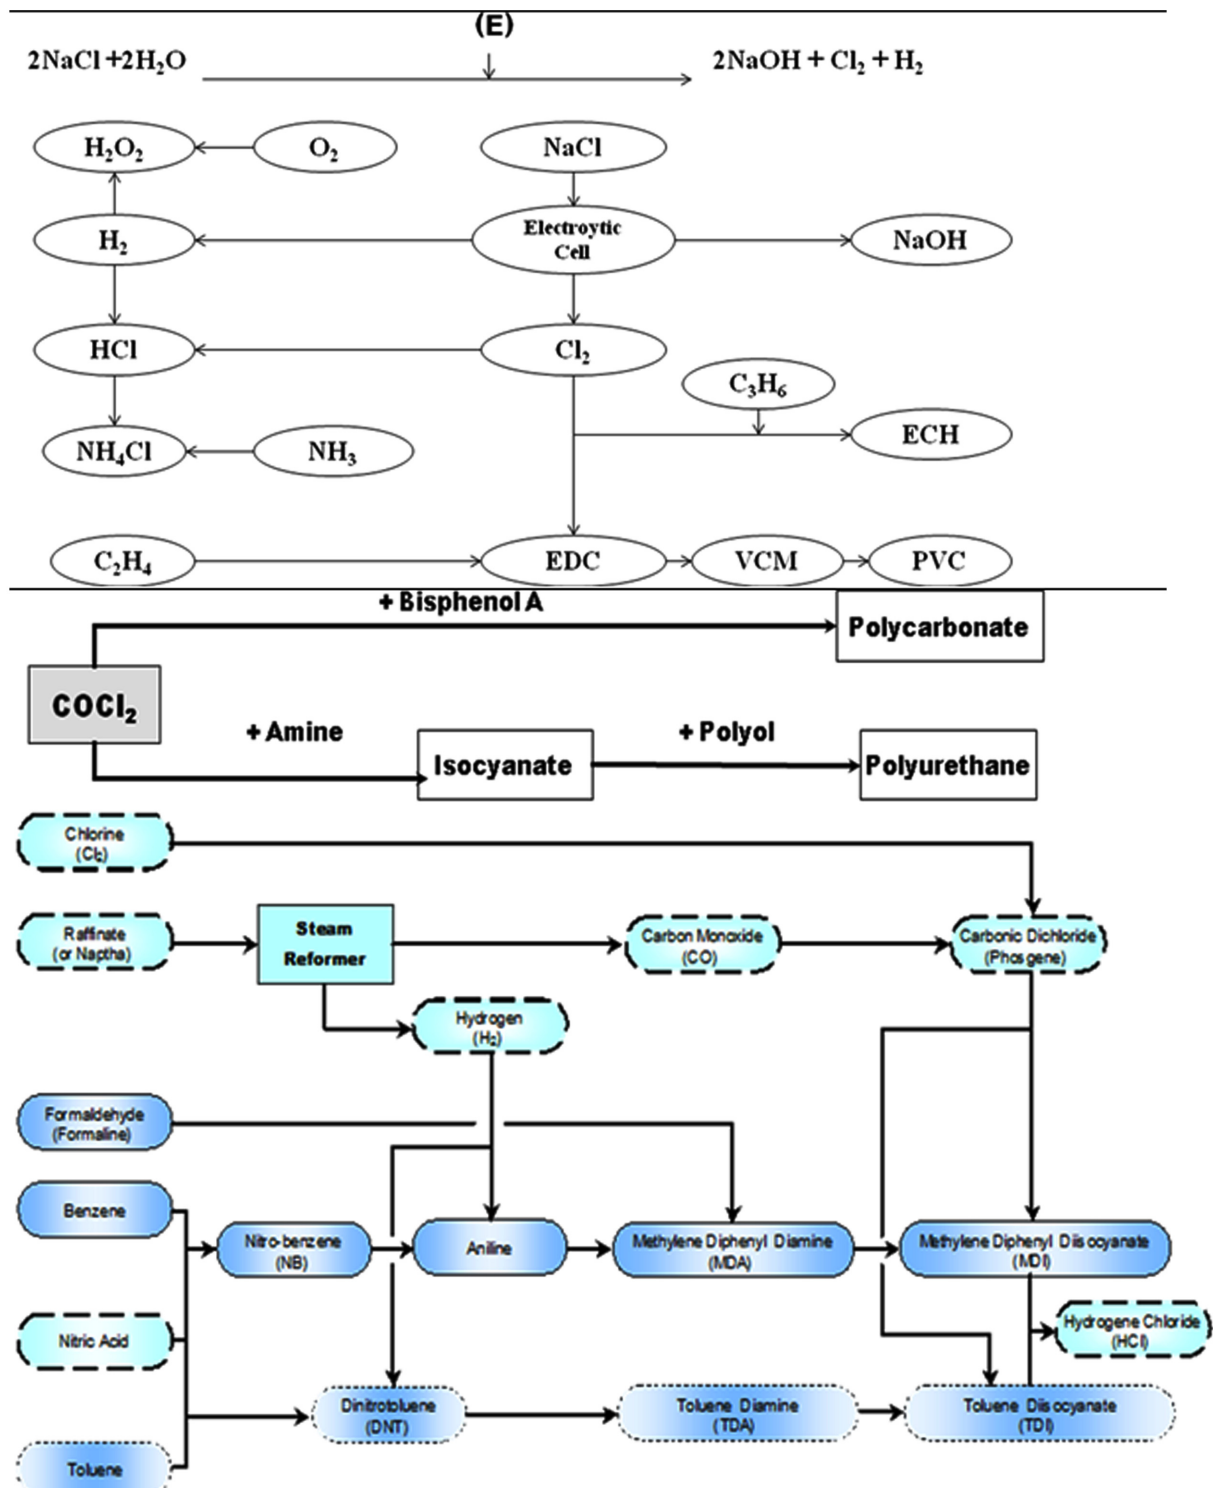 (E)
2NaCl +2H₂O
2NaOH + Cl₂ + H₂
H₂O₂
O₂
NaCl
H₂
Electroytic
Cell
NaOH
HCl
Cl₂
C₃H₆
NH₄Cl
NH₃
ECH
C₂H₄
EDC
VCM
PVC
+ Bisphenol A
Polycarbonate
COCl₂
+ Amine
Isocyanate
+ Polyol
Polyurethane
Chlorine
(Cl₂)
Raffinate
(or Naptha)
Steam
Reformer
Carbon Monoxide
(CO)
Carbonic Dichloride
(Phosgene)
Hydrogen
(H₂)
Formaldehyde
(Formaline)
Benzene
Nitro-benzene
(NB)
Aniline
Methylene Diphenyl Diamine
(MDA)
Methylene Diphenyl Diisocyanate
(MDI)
Nitric Acid
Hydrogene Chloride
(HCl)
Dinitrotoluene
(DNT)
Toluene Diamine
(TDA)
Toluene Diisocyanate
(TDI)
Toluene